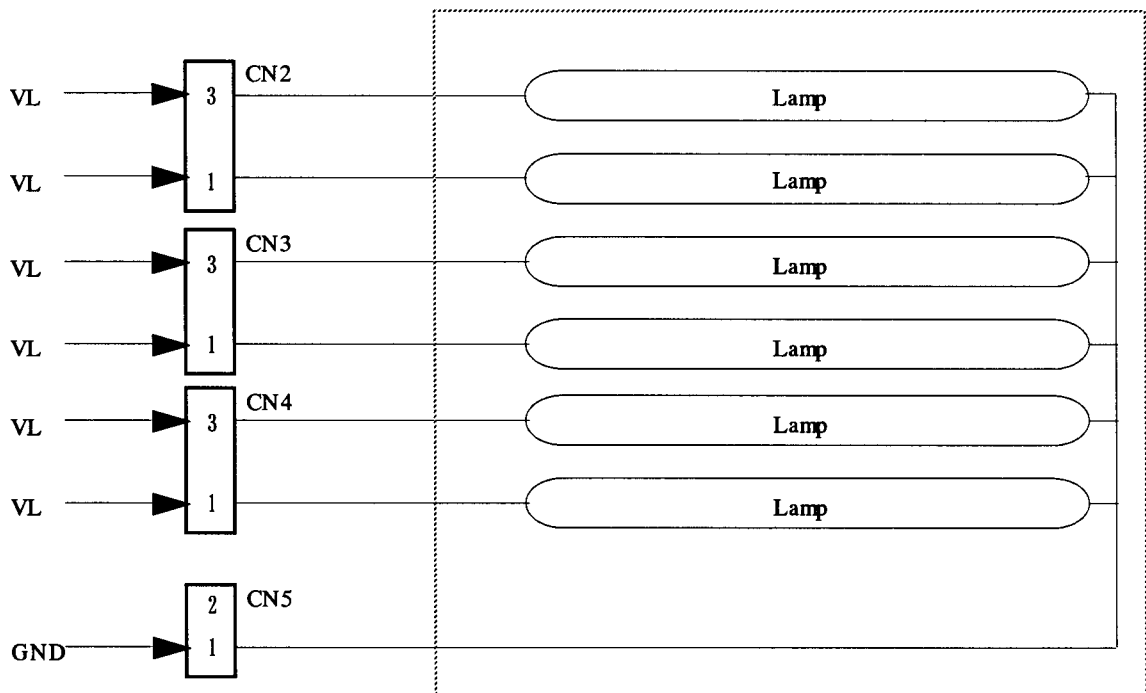 CN2
VL 3 Lamp
VL 1 Lamp
CN3
VL 3 Lamp
VL 1 Lamp
CN4
VL 3 Lamp
VL 1 Lamp
2 CN5
GND 1